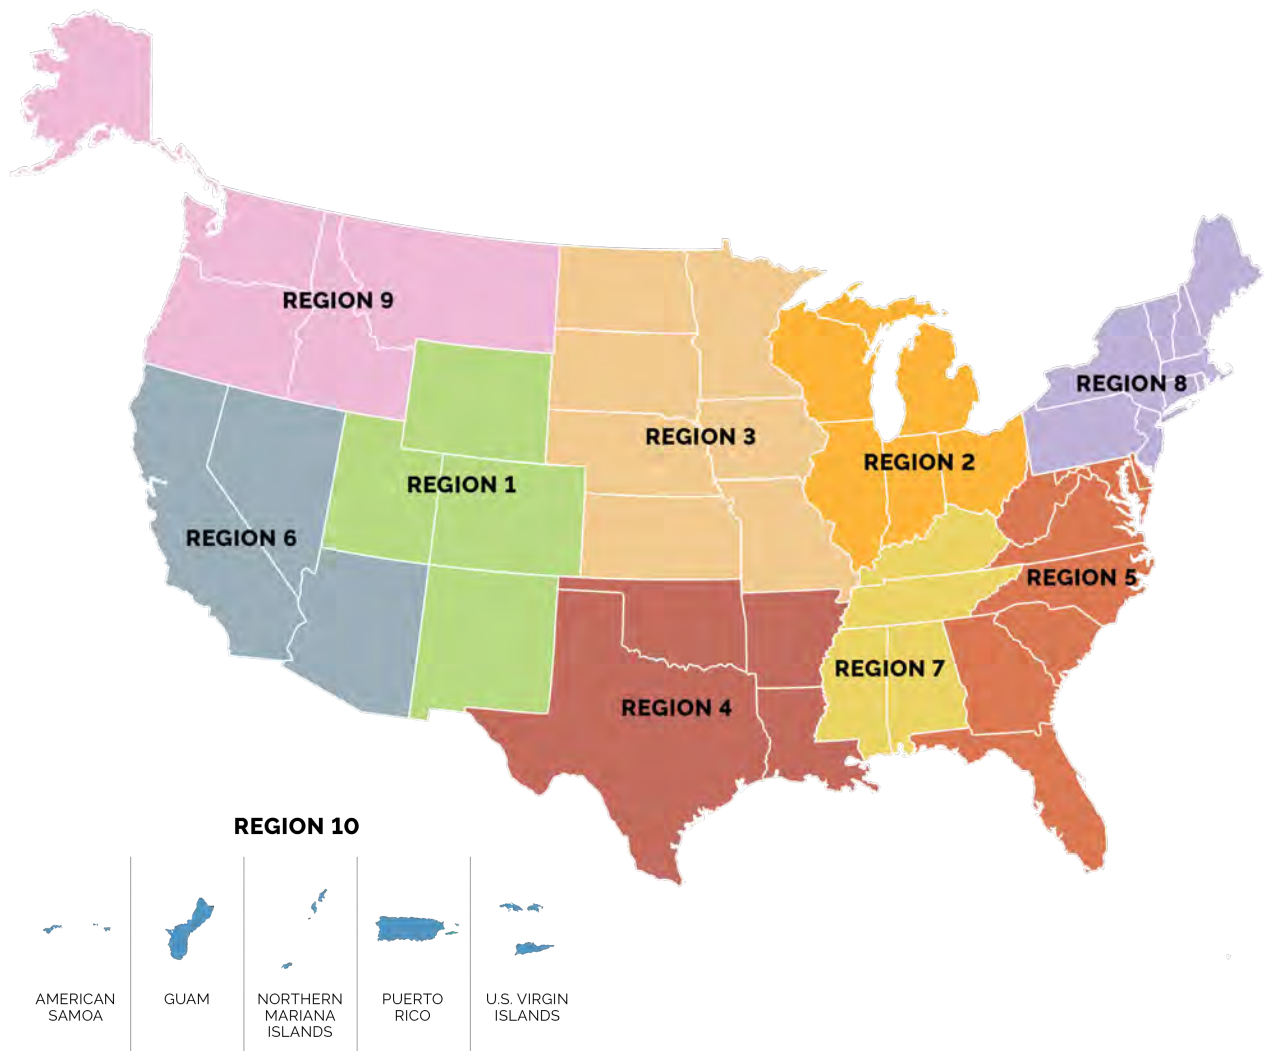 REGION 9
REGION 8
REGION 3
REGION 2
REGION 1
REGION 6
REGION 5
REGION 7
REGION 4
REGION 10
AMERICAN
SAMOA
GUAM
NORTHERN
MARIANA
ISLANDS
PUERTO
RICO
U.S. VIRGIN
ISLANDS